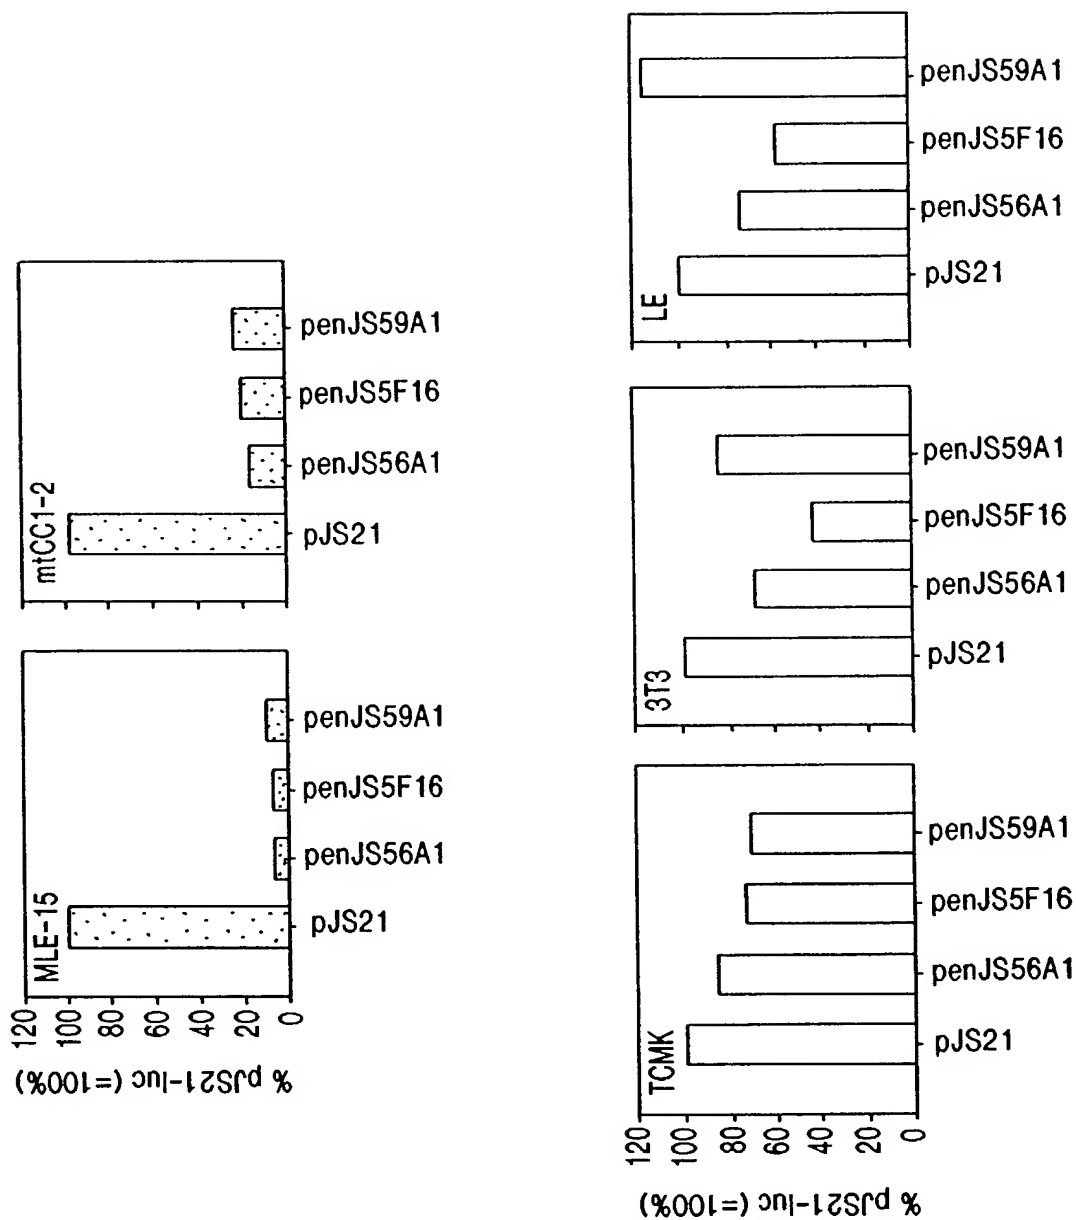 mtCC1-2
pJS21
penJS56A1
penJS5F16
penJS59A1
MLE-15
120
100
80
60
40
20
0
% pJS21-luc (=100%)
pJS21
penJS56A1
penJS5F16
penJS59A1
LE
pJS21
penJS56A1
penJS5F16
penJS59A1
3T3
pJS21
penJS56A1
penJS5F16
penJS59A1
TCMK
120
100
80
60
40
20
0
% pJS21-luc (=100%)
pJS21
penJS56A1
penJS5F16
penJS59A1